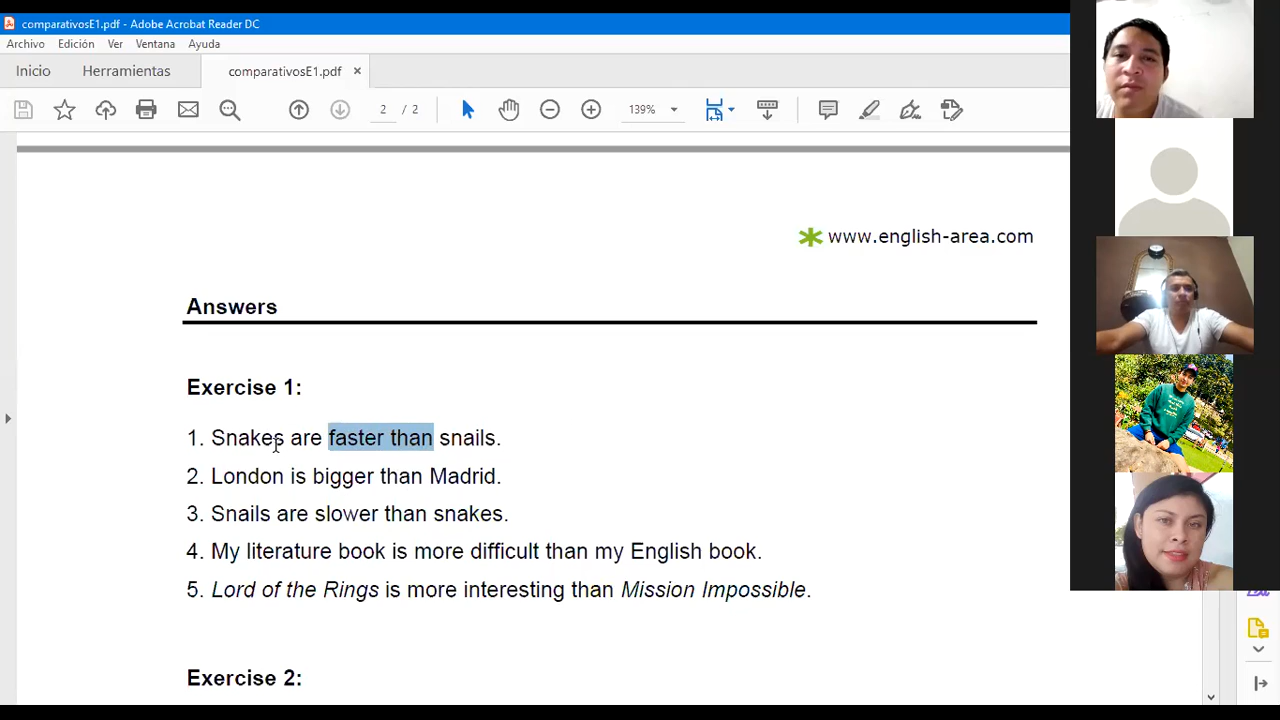 comparativosE1.pdf - Adobe Acrobat Reader DC
Archivo Edición Ver Ventana Ayuda
Inicio Herramientas comparativosE1.pdf ×
2 / 2 139%
www.english-area.com
Answers
Exercise 1:
1. Snakes are faster than snails.
2. London is bigger than Madrid.
3. Snails are slower than snakes.
4. My literature book is more difficult than my English book.
5. Lord of the Rings is more interesting than Mission Impossible.
Exercise 2: